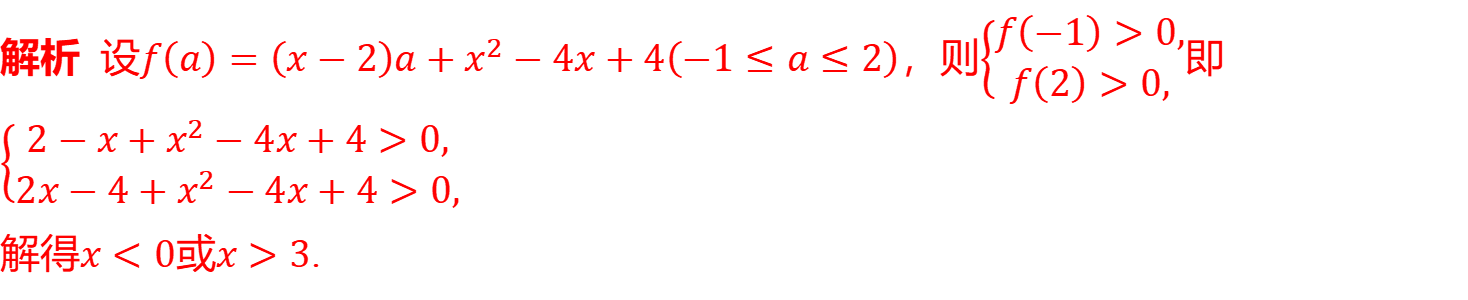 解析 设f(a) = (x − 2)a + x² − 4x + 4(−1 ≤ a ≤ 2)，则{f(−1) > 0, f(2) > 0,即
{2 − x + x² − 4x + 4 > 0,
2x − 4 + x² − 4x + 4 > 0,
解得x < 0或x > 3.